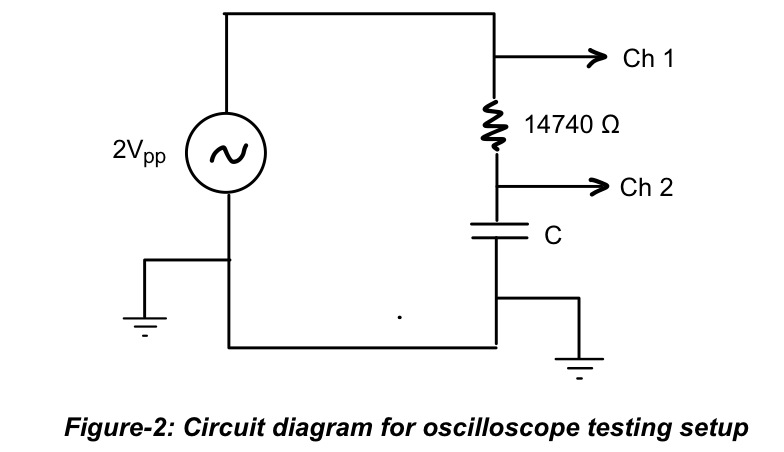 Ch 1
14740 Ω
2Vpp
Ch 2
C
Figure-2: Circuit diagram for oscilloscope testing setup